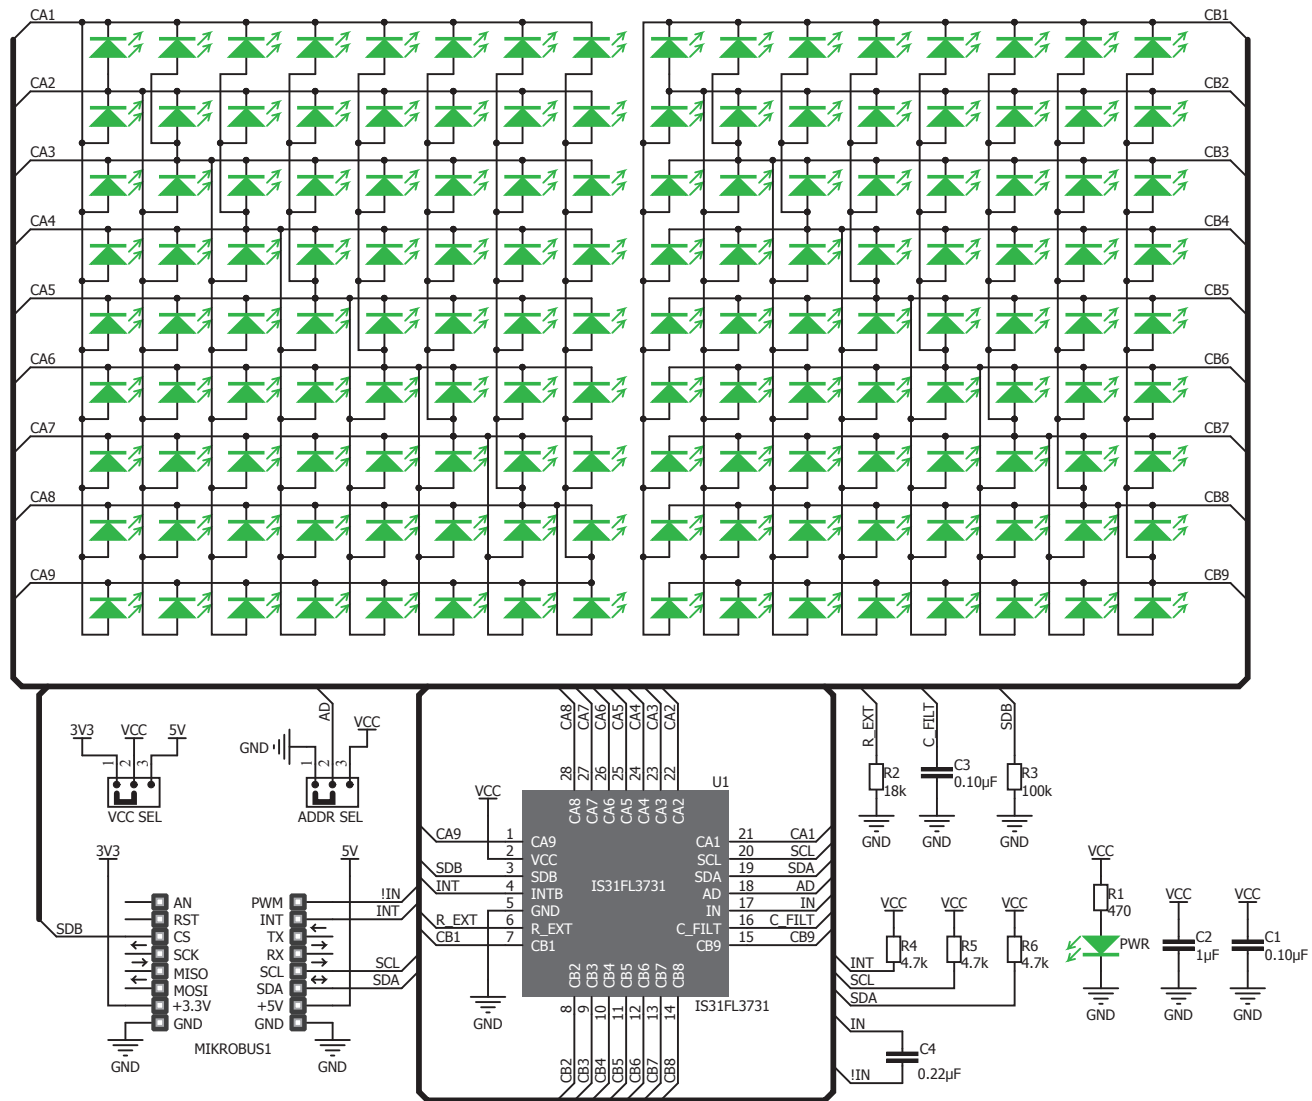 CA1 CB1
CA2 CB2
CA3 CB3
CA4 CB4
CA5 CB5
CA6 CB6
CA7 CB7
CA8 CB8
CA9 CB9
3V3 VCC 5V
1 2 3
VCC SEL
AD
GND VCC
1 2 3
ADDR SEL
CA8 CA7 CA6 CA5 CA4 CA3 CA2
28 27 26 25 24 23 22
U1
CA8 CA7 CA6 CA5 CA4 CA3 CA2
VCC
CA9 1 CA9 CA1 21 CA1
2 VCC SCL 20 SCL
SDB 3 SDB SDA 19 SDA
INT 4 INTB AD 18 AD
5 GND IN 17 IN
R_EXT 6 R_EXT C_FILT 16 C_FILT
CB1 7 CB1 CB9 15 CB9
IS31FL3731
CB2 CB3 CB4 CB5 CB6 CB7 CB8
8 9 10 11 12 13 14
CB2 CB3 CB4 CB5 CB6 CB7 CB8
IS31FL3731
GND
R_EXT C_FILT SDB
R2
18k
GND
C3
0.10µF
GND
R3
100k
GND
3V3 5V
AN PWM !IN
RST INT INT
SDB CS TX
SCK RX
MISO SCL SCL
MOSI SDA SDA
+3.3V +5V
GND GND
MIKROBUS1
GND GND
VCC VCC VCC
R4
4.7k
R5
4.7k
R6
4.7k
INT
SCL
SDA
IN
C4
0.22µF
!IN
VCC
R1
470
PWR
GND
VCC
C2
1µF
GND
VCC
C1
0.10µF
GND